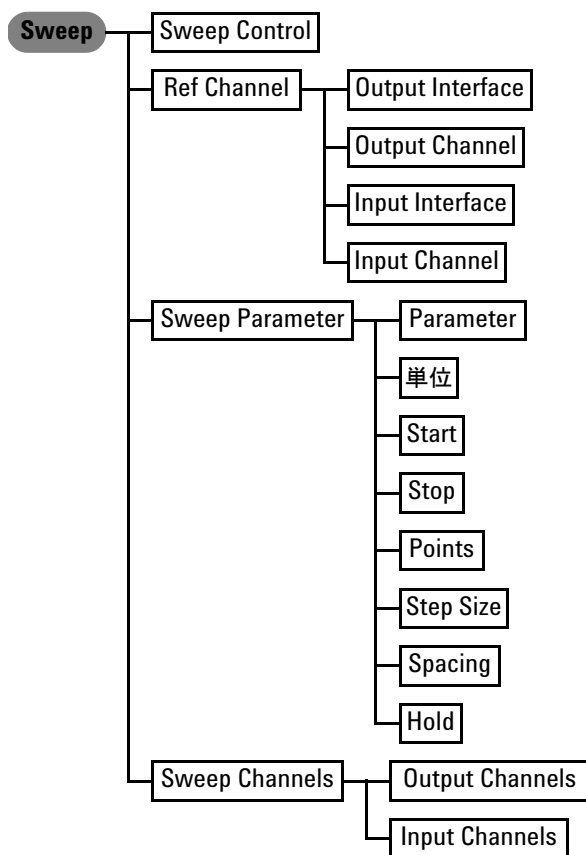 Sweep
Sweep Control
Ref Channel
Output Interface
Output Channel
Input Interface
Input Channel
Sweep Parameter
Parameter
単位
Start
Stop
Points
Step Size
Spacing
Hold
Sweep Channels
Output Channels
Input Channels